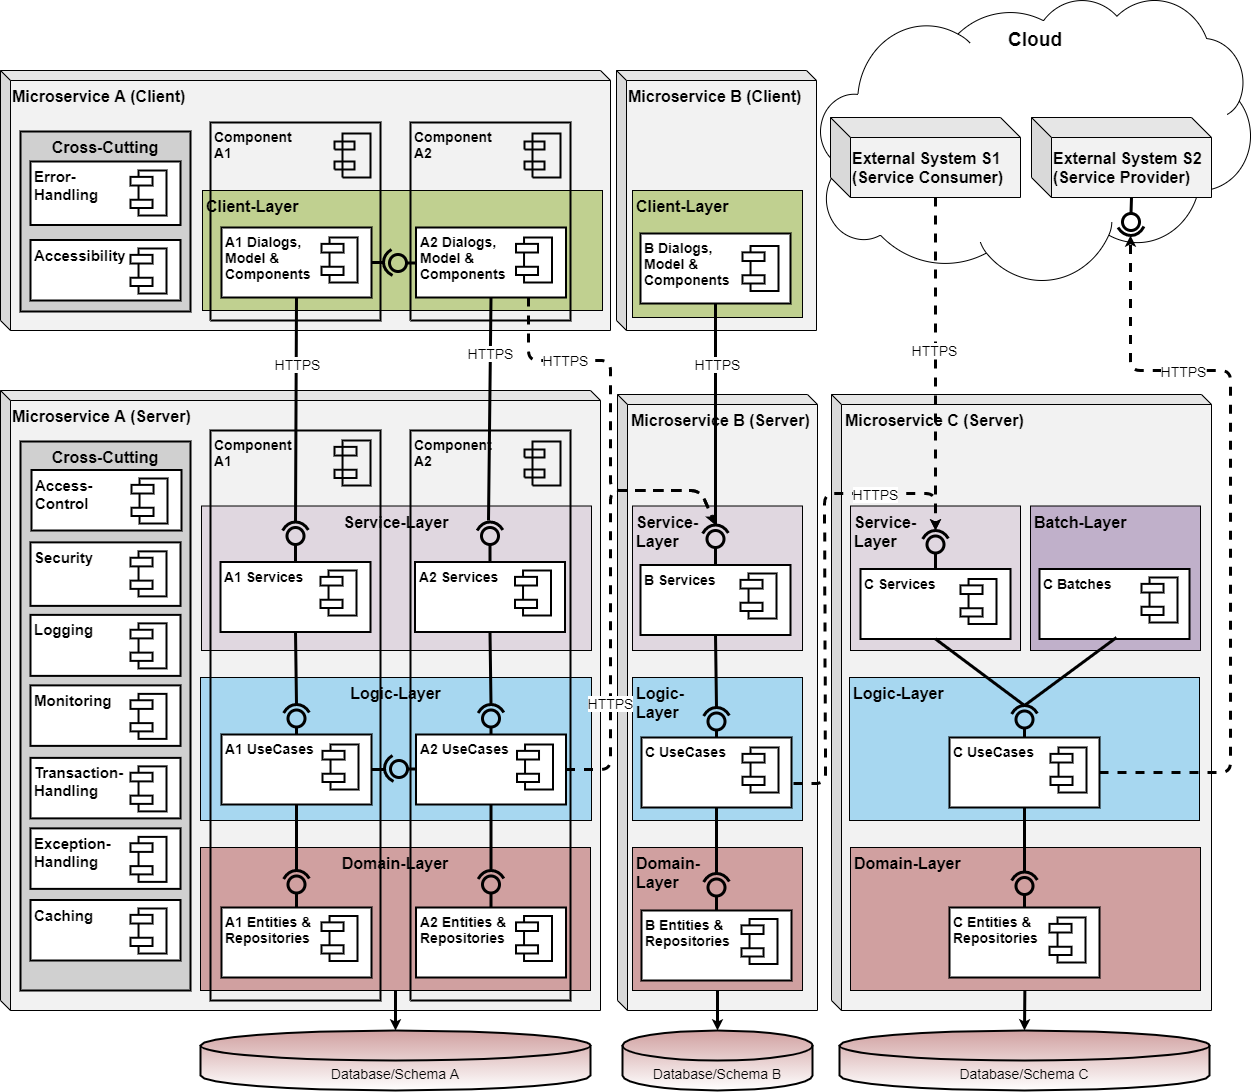 Cloud
Microservice A (Client)
Cross-Cutting
Error-
Handling
Accessibility
Component
A1
Component
A2
Client-Layer
A1 Dialogs,
Model &
Components
A2 Dialogs,
Model &
Components
Microservice B (Client)
Client-Layer
B Dialogs,
Model &
Components
External System S1
(Service Consumer)
External System S2
(Service Provider)
HTTPS
HTTPS
HTTPS
HTTPS
HTTPS
HTTPS
Microservice A (Server)
Cross-Cutting
Access-
Control
Security
Logging
Monitoring
Transaction-
Handling
Exception-
Handling
Caching
Component
A1
Component
A2
Service-Layer
A1 Services
A2 Services
Logic-Layer
A1 UseCases
A2 UseCases
HTTPS
Domain-Layer
A1 Entities &
Repositories
A2 Entities &
Repositories
Microservice B (Server)
Service-
Layer
B Services
Logic-
Layer
C UseCases
Domain-
Layer
B Entities &
Repositories
HTTPS
Microservice C (Server)
Service-
Layer
C Services
Batch-Layer
C Batches
Logic-Layer
C UseCases
Domain-Layer
C Entities &
Repositories
Database/Schema A
Database/Schema B
Database/Schema C